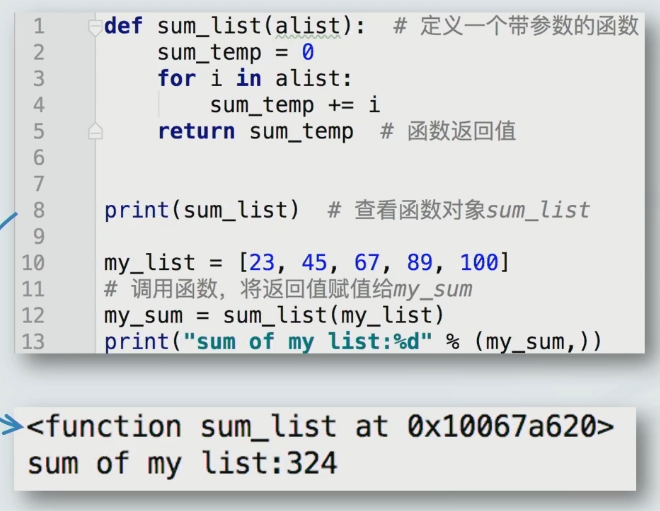 1 def sum_list(alist):  # 定义一个带参数的函数
2     sum_temp = 0
3     for i in alist:
4         sum_temp += i
5     return sum_temp  # 函数返回值
6
7
8 print(sum_list)  # 查看函数对象sum_list
9
10 my_list = [23, 45, 67, 89, 100]
11 # 调用函数，将返回值赋值给my_sum
12 my_sum = sum_list(my_list)
13 print("sum of my list:%d" % (my_sum,))
<function sum_list at 0x10067a620>
sum of my list:324